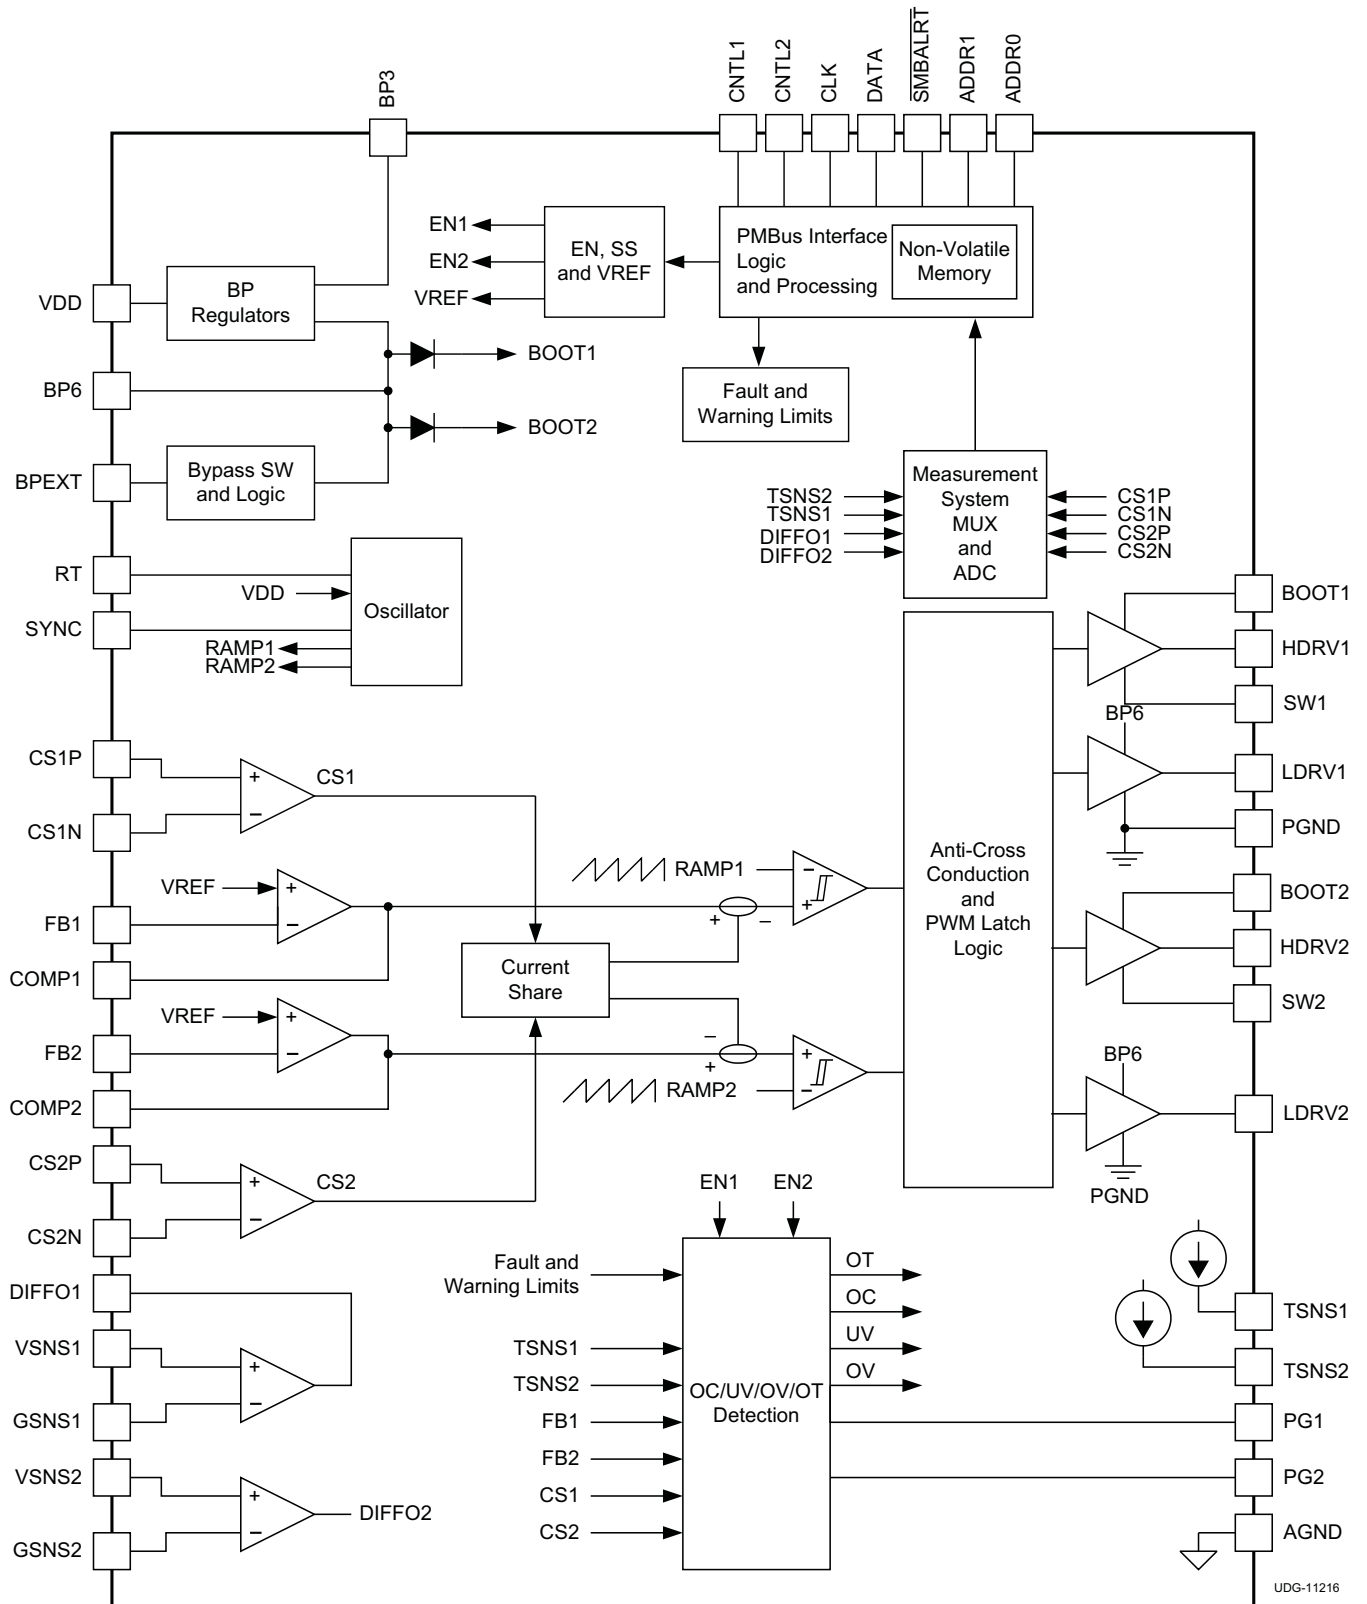 CNTL1
CNTL2
CLK
DATA
SMBALRT
ADDR1
ADDR0
BP3
EN1
EN2
VREF
EN, SS
and VREF
PMBus Interface
Logic
and Processing
Non-Volatile
Memory
VDD
BP
Regulators
BOOT1
BP6
BOOT2
Fault and
Warning Limits
BPEXT
Bypass SW
and Logic
TSNS2
TSNS1
DIFFO1
DIFFO2
Measurement
System
MUX
and
ADC
CS1P
CS1N
CS2P
CS2N
RT
VDD
SYNC
RAMP1
RAMP2
Oscillator
BOOT1
HDRV1
SW1
BP6
LDRV1
PGND
CS1P
+
−
CS1
CS1N
VREF
+
−
FB1
COMP1
RAMP1
−
+
+
−
Anti-Cross
Conduction
and
PWM Latch
Logic
BOOT2
HDRV2
SW2
Current
Share
VREF
+
−
FB2
COMP2
−
+
+
−
RAMP2
BP6
LDRV2
PGND
CS2P
+
−
CS2
CS2N
EN1
EN2
Fault and
Warning Limits
TSNS1
TSNS2
FB1
FB2
CS1
CS2
OC/UV/OV/OT
Detection
OT
OC
UV
OV
DIFFO1
VSNS1
+
−
GSNS1
VSNS2
+
−
DIFFO2
GSNS2
TSNS1
TSNS2
PG1
PG2
AGND
UDG-11216